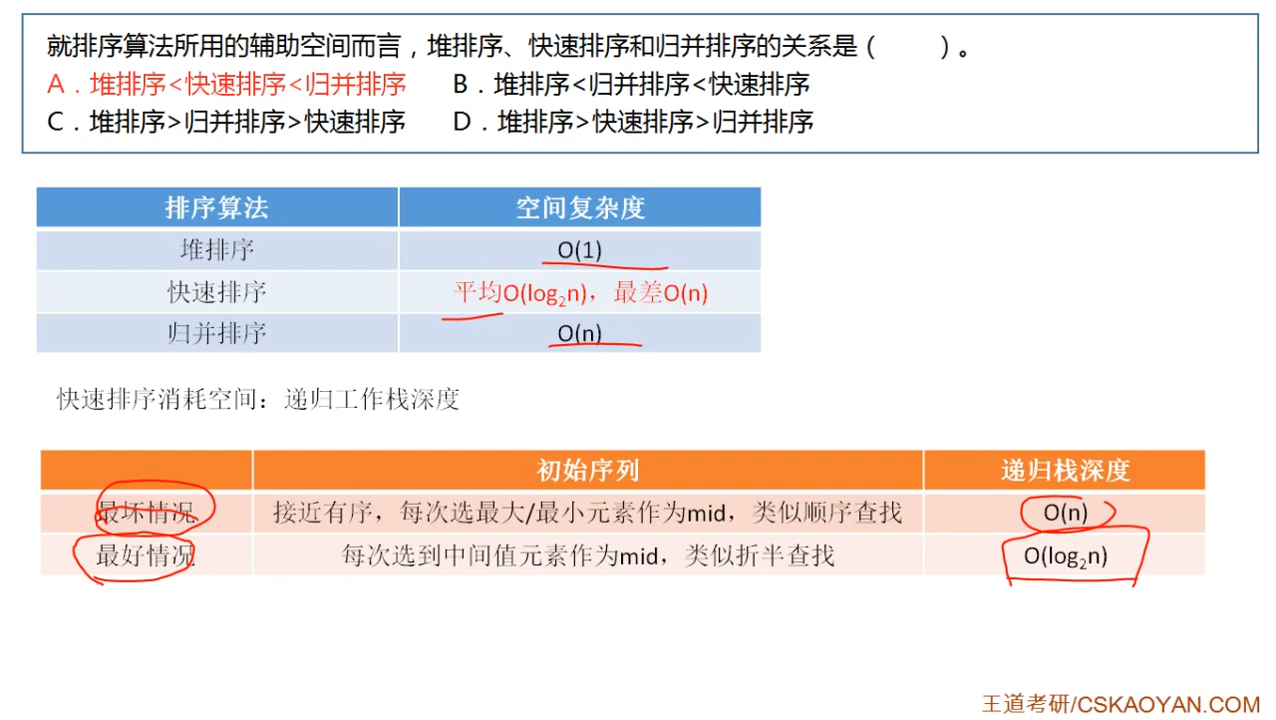 就排序算法所用的辅助空间而言，堆排序、快速排序和归并排序的关系是（　　）。
A．堆排序<快速排序<归并排序　B．堆排序<归并排序<快速排序
C．堆排序>归并排序>快速排序　D．堆排序>快速排序>归并排序
排序算法　空间复杂度
堆排序　O(1)
快速排序　平均O(log₂n)，最差O(n)
归并排序　O(n)
快速排序消耗空间：递归工作栈深度
初始序列　递归栈深度
最坏情况　接近有序，每次选最大/最小元素作为mid，类似顺序查找　O(n)
最好情况　每次选到中间值元素作为mid，类似折半查找　O(log₂n)
王道考研/CSKAOYAN.COM